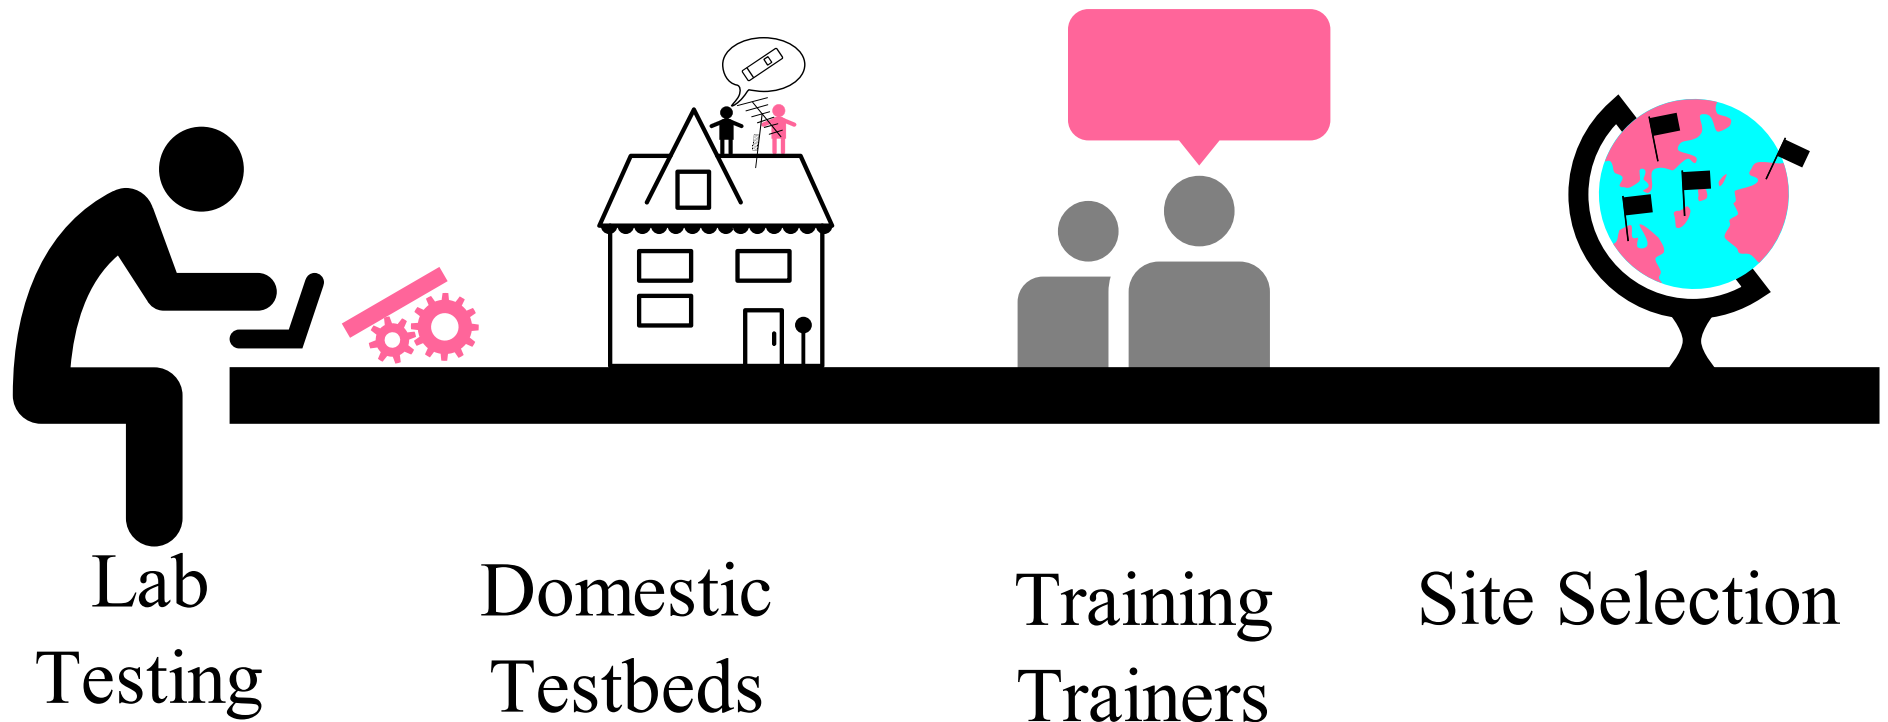 Lab
Testing
Domestic
Testbeds
Training
Trainers
Site Selection